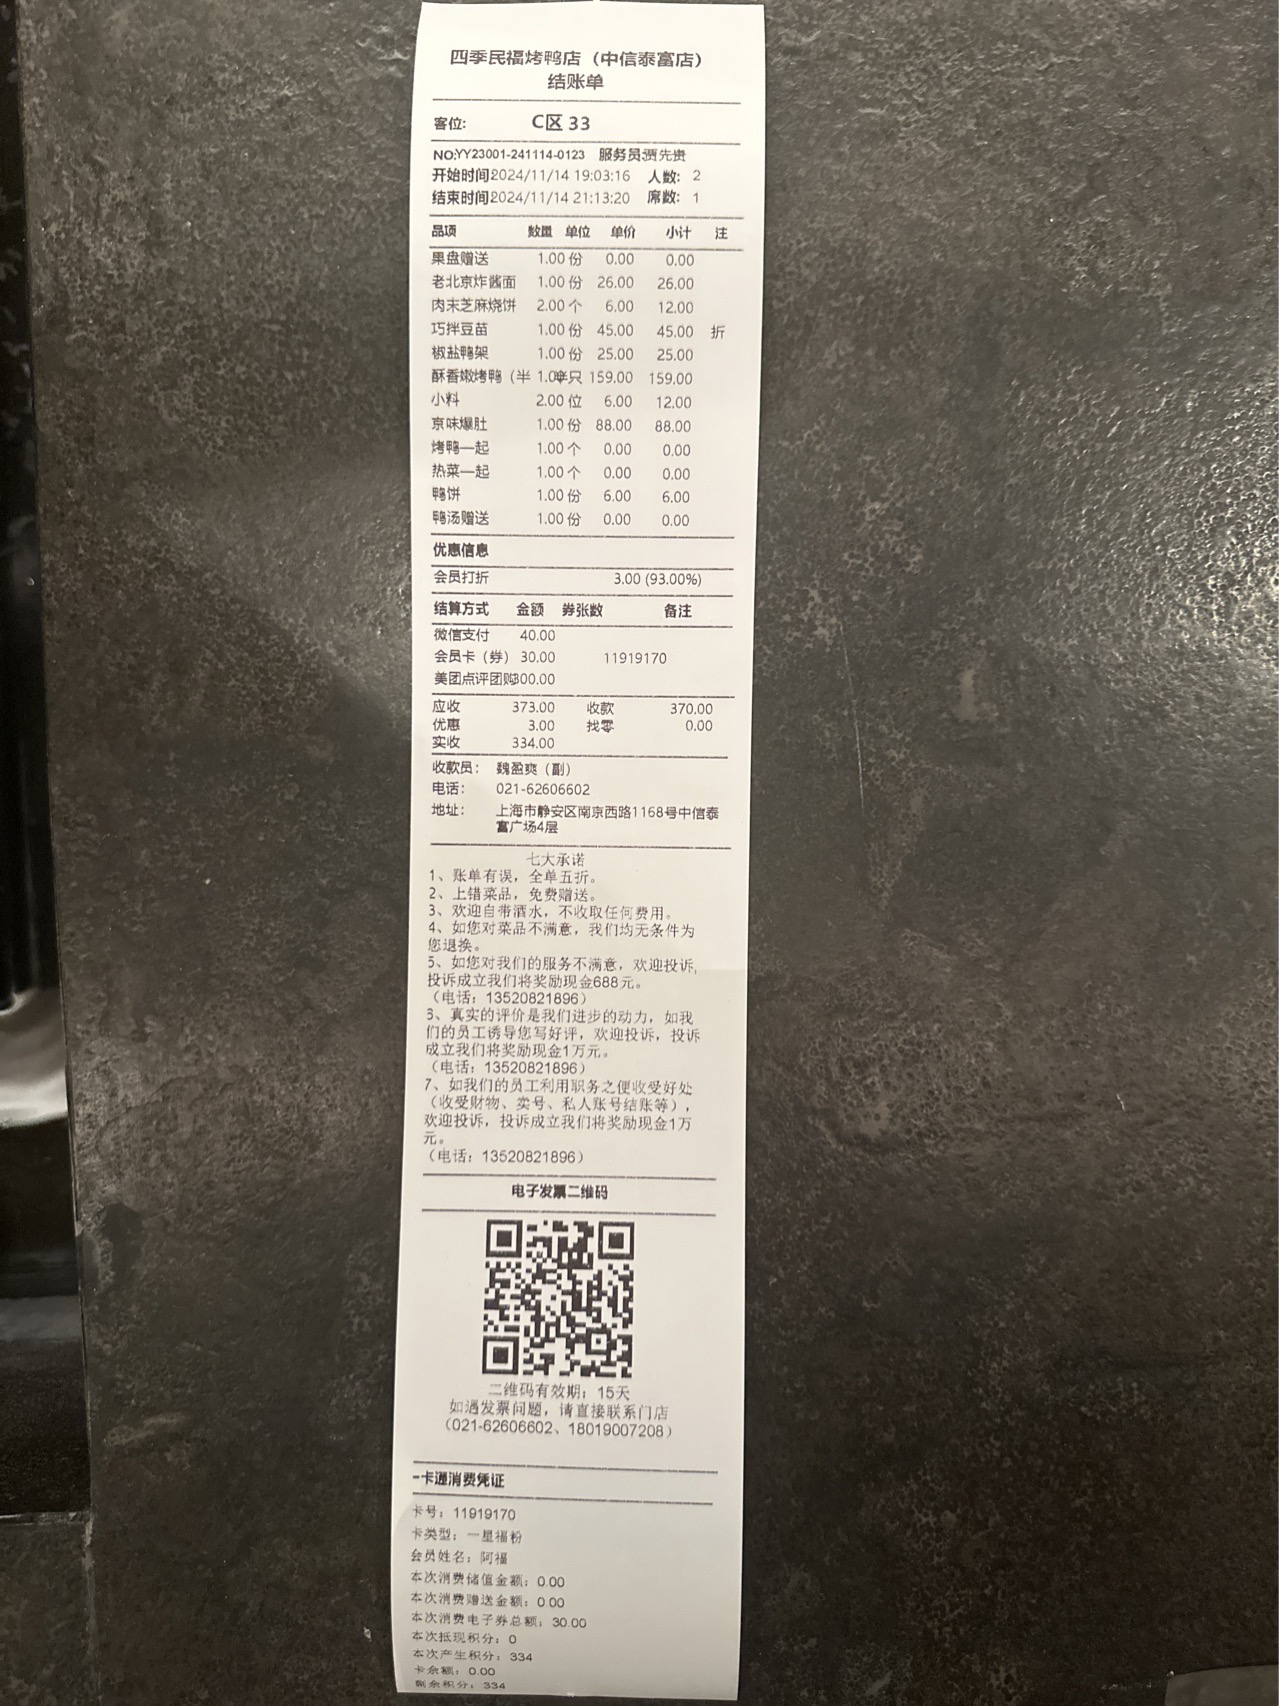 四季民福烤鸭店（中信泰富店）
结账单
客位： C区 33
NO:YY23001-241114-0123 服务员:贾先贵
开始时间2024/11/14 19:03:16 人数： 2
结束时间2024/11/14 21:13:20 席数： 1
品项 数量 单位 单价 小计 注
果盘赠送 1.00 份 0.00 0.00
老北京炸酱面 1.00 份 26.00 26.00
肉末芝麻烧饼 2.00 个 6.00 12.00
巧拌豆苗 1.00 份 45.00 45.00 折
椒盐鸭架 1.00 份 25.00 25.00
酥香嫩烤鸭（半 1.00半只 159.00 159.00
小料 2.00 位 6.00 12.00
京味爆肚 1.00 份 88.00 88.00
烤鸭一起 1.00 个 0.00 0.00
热菜一起 1.00 个 0.00 0.00
鸭饼 1.00 份 6.00 6.00
鸭汤赠送 1.00 份 0.00 0.00
优惠信息
会员打折 3.00 (93.00%)
结算方式 金额 券张数 备注
微信支付 40.00
会员卡（券） 30.00 11919170
美团点评团购300.00
应收 373.00 收款 370.00
优惠 3.00 找零 0.00
实收 334.00
收款员： 魏盈爽（副）
电话： 021-62606602
地址： 上海市静安区南京西路1168号中信泰
富广场4层
七大承诺
1、账单有误，全单五折。
2、上错菜品，免费赠送。
3、欢迎自带酒水，不收取任何费用。
4、如您对菜品不满意，我们均无条件为
您退换。
5、如您对我们的服务不满意，欢迎投诉，
投诉成立我们将奖励现金688元。
（电话：13520821896）
6、真实的评价是我们进步的动力，如我
们的员工诱导您写好评，欢迎投诉，投诉
成立我们将奖励现金1万元。
（电话：13520821896）
7、如我们的员工利用职务之便收受好处
（收受财物、卖号、私人账号结账等），
欢迎投诉，投诉成立我们将奖励现金1万
元。
（电话：13520821896）
电子发票二维码
二维码有效期：15天
如遇发票问题，请直接联系门店
（021-62606602、18019007208）
一卡通消费凭证
卡号：11919170
卡类型：一星福粉
会员姓名：阿福
本次消费储值金额：0.00
本次消费赠送金额：0.00
本次消费电子券总额：30.00
本次抵现积分：0
本次产生积分：334
卡余额：0.00
剩余积分：334